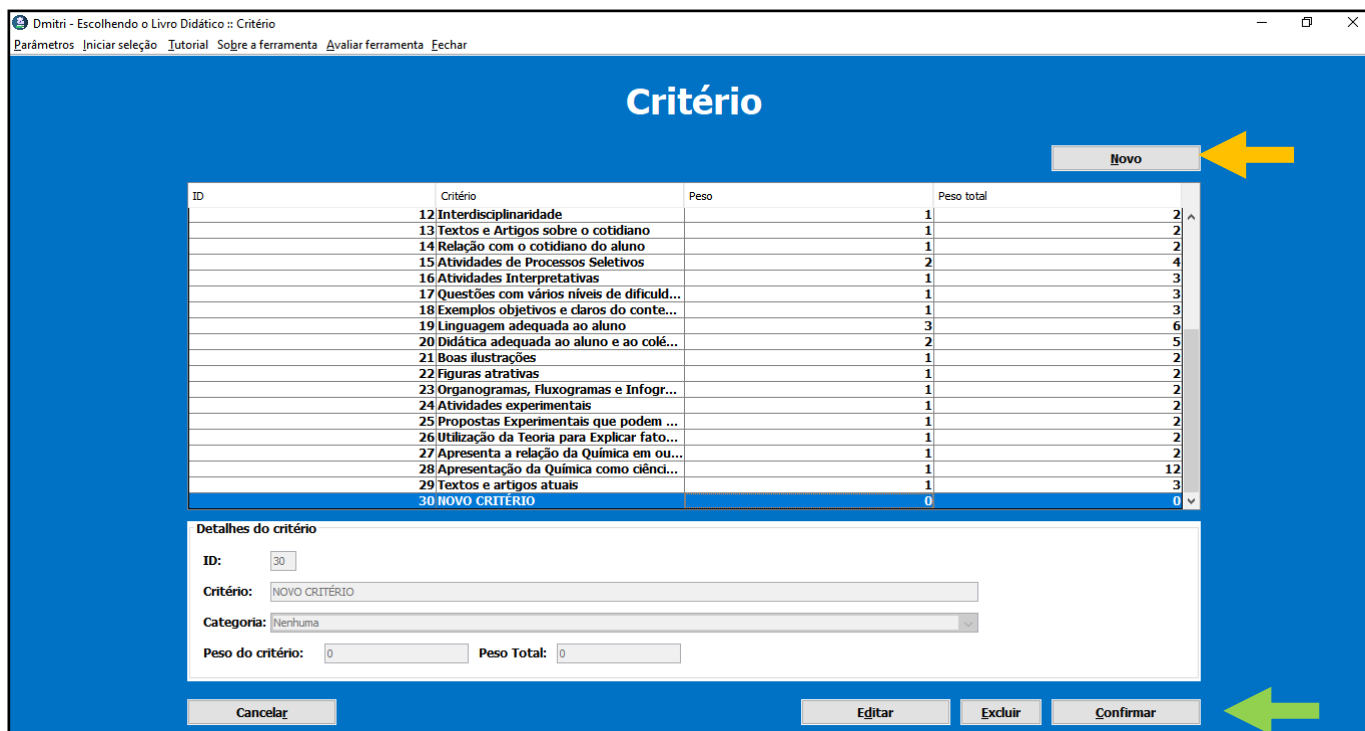 Dmitri - Escolhendo o Livro Didático :: Critério
Parâmetros Iniciar seleção Tutorial Sobre a ferramenta Avaliar ferramenta Fechar
Critério
Novo
ID Critério Peso Peso total
12 Interdisciplinaridade 1 2
13 Textos e Artigos sobre o cotidiano 1 2
14 Relação com o cotidiano do aluno 1 2
15 Atividades de Processos Seletivos 2 4
16 Atividades Interpretativas 1 3
17 Questões com vários níveis de dificuld... 1 3
18 Exemplos objetivos e claros do conte... 1 3
19 Linguagem adequada ao aluno 3 6
20 Didática adequada ao aluno e ao colé... 2 5
21 Boas ilustrações 1 2
22 Figuras atrativas 1 2
23 Organogramas, Fluxogramas e Infogr... 1 2
24 Atividades experimentais 1 2
25 Propostas Experimentais que podem ... 1 2
26 Utilização da Teoria para Explicar fato... 1 2
27 Apresenta a relação da Química em ou... 1 2
28 Apresentação da Química como ciênci... 1 12
29 Textos e artigos atuais 1 3
30 NOVO CRITÉRIO 0 0
Detalhes do critério
ID: 30
Critério: NOVO CRITÉRIO
Categoria: Nenhuma
Peso do critério: 0 Peso Total: 0
Cancelar Editar Excluir Confirmar